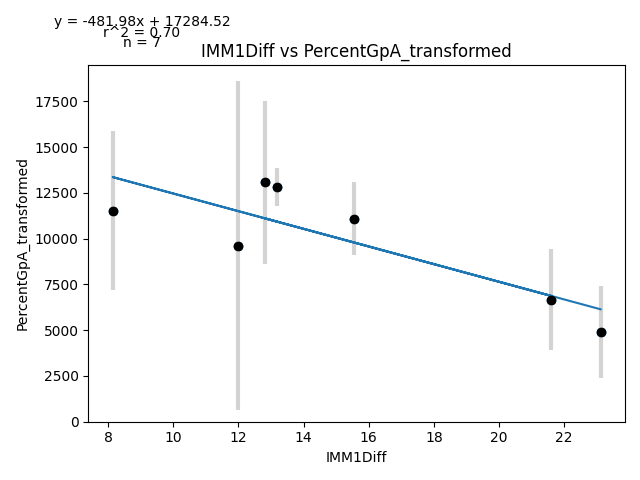 y = -481.98x + 17284.52
r^2 = 0.70
n = 7
IMM1Diff vs PercentGpA_transformed
17500
15000
12500
10000
7500
5000
2500
0
PercentGpA_transformed
8 10 12 14 16 18 20 22
IMM1Diff